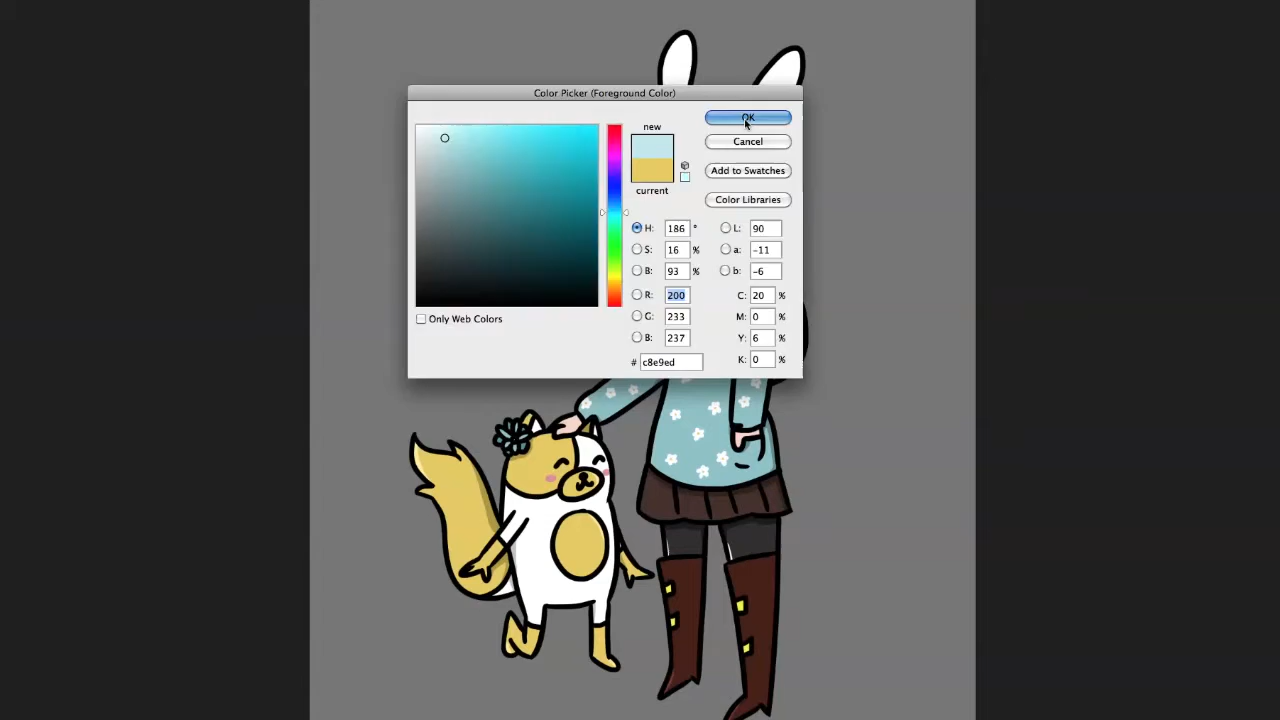 Color Picker (Foreground Color)
new
current
OK
Cancel
Add to Swatches
Color Libraries
H: 186 °
S: 16 %
B: 93 %
R: 200
G: 233
B: 237
# c8e9ed
L: 90
a: -11
b: -6
C: 20 %
M: 0 %
Y: 6 %
K: 0 %
Only Web Colors